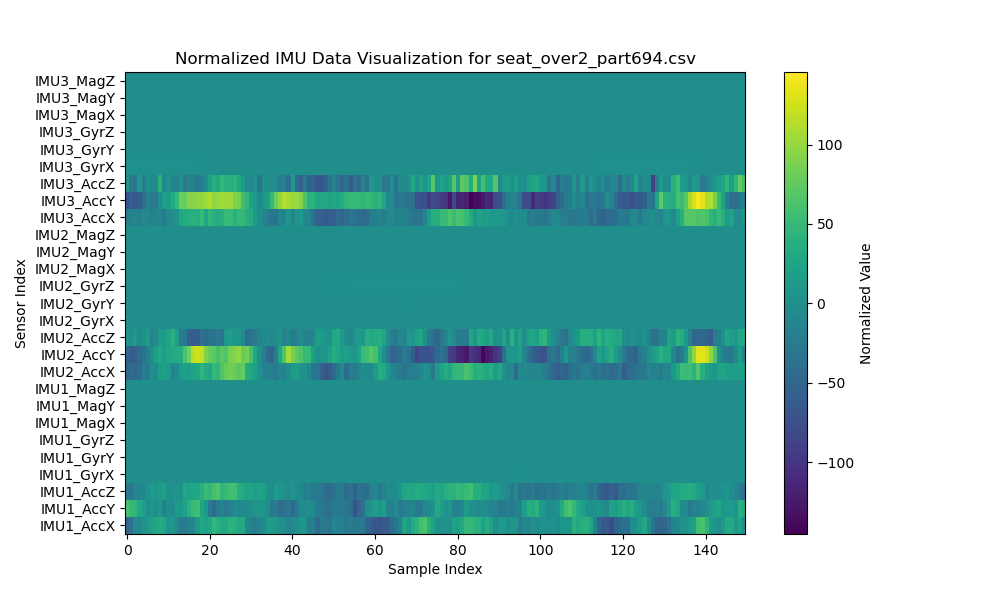 Normalized IMU Data Visualization for seat_over2_part694.csv
IMU3_MagZ
IMU3_MagY
IMU3_MagX
IMU3_GyrZ
IMU3_GyrY
IMU3_GyrX
IMU3_AccZ
IMU3_AccY
IMU3_AccX
IMU2_MagZ
IMU2_MagY
IMU2_MagX
IMU2_GyrZ
IMU2_GyrY
IMU2_GyrX
IMU2_AccZ
IMU2_AccY
IMU2_AccX
IMU1_MagZ
IMU1_MagY
IMU1_MagX
IMU1_GyrZ
IMU1_GyrY
IMU1_GyrX
IMU1_AccZ
IMU1_AccY
IMU1_AccX
Sensor Index
0 20 40 60 80 100 120 140
Sample Index
100
50
0
−50
−100
Normalized Value